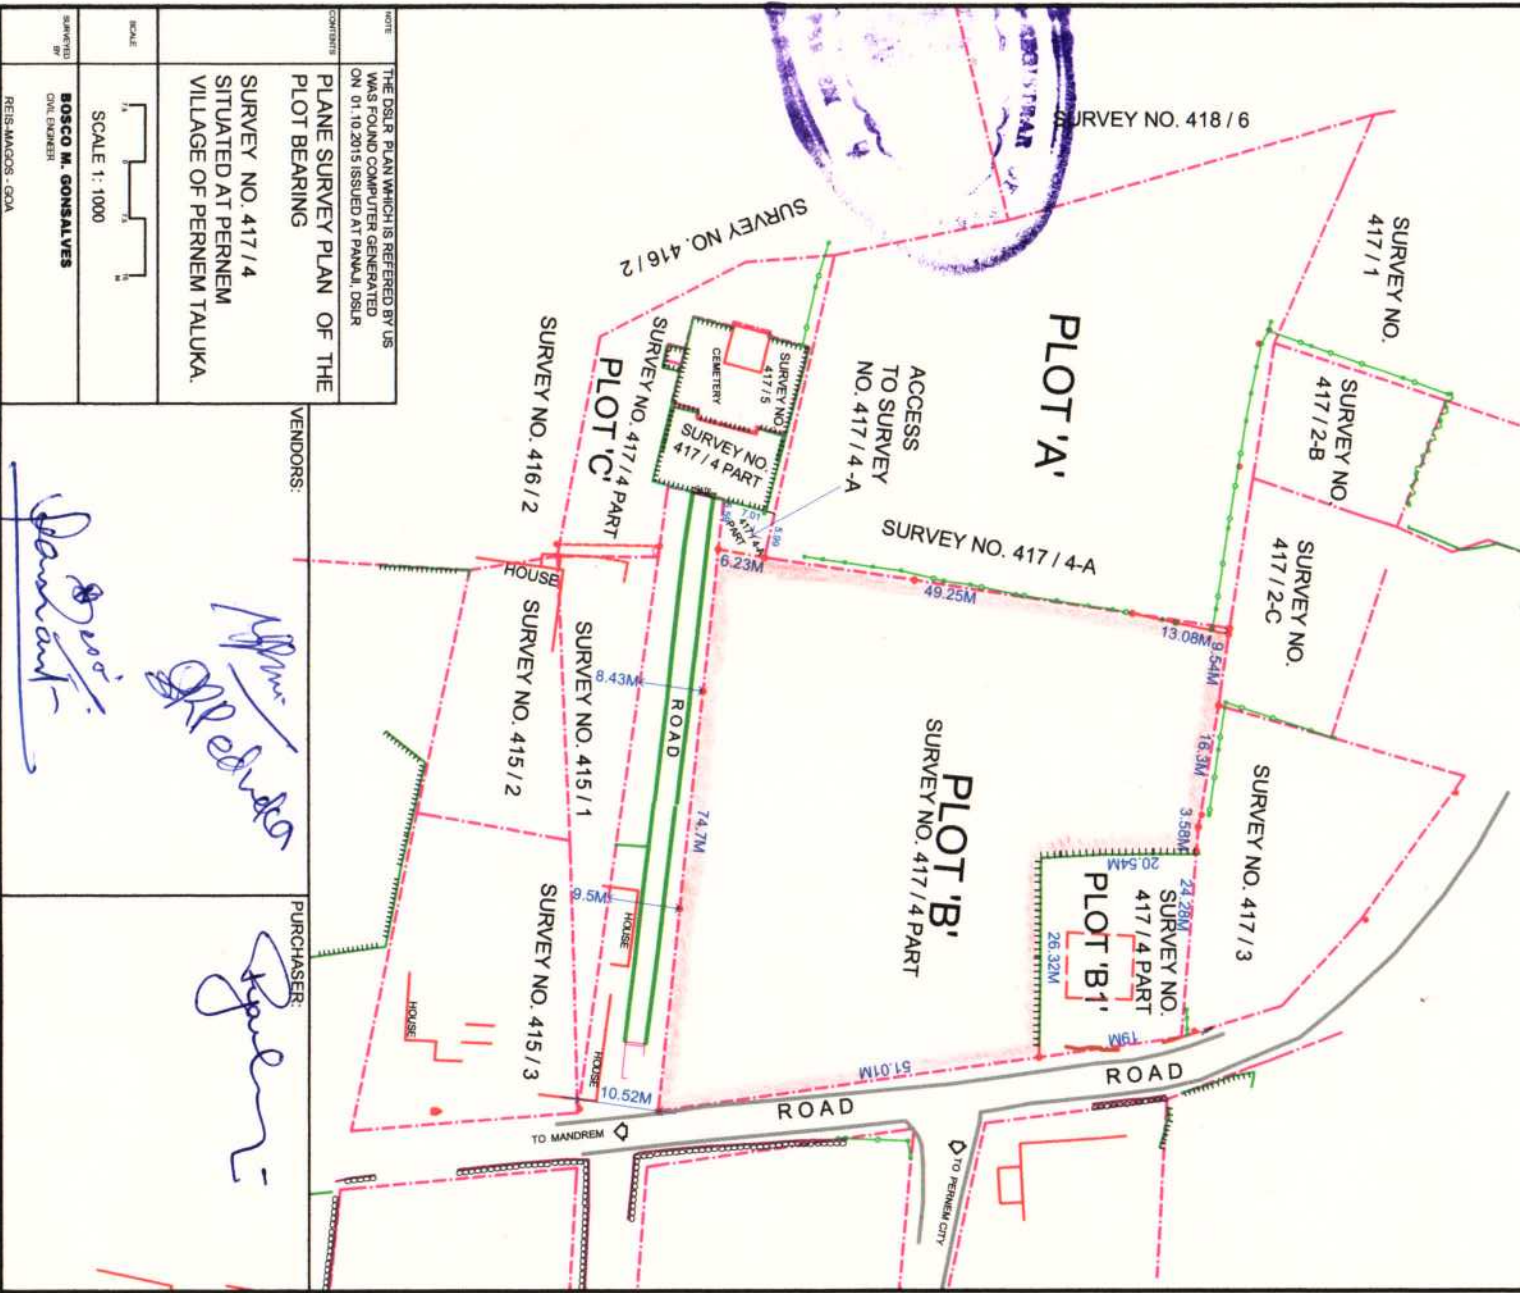 NOTE
THE DSLR PLAN WHICH IS REFERED BY US
WAS FOUND COMPUTER GENERATED
ON 01.10.2015 ISSUED AT PANAJI, DSLR
CONTENTS
PLANE SURVEY PLAN OF THE
PLOT BEARING
SURVEY NO. 417 / 4
SITUATED AT PERNEM
VILLAGE OF PERNEM TALUKA.
SCALE
SCALE 1: 1000
SURVEYED
BY
BOSCO M. GONSALVES
CIVIL ENGINEER
REIS-MAGOS - GOA
VENDORS:
PURCHASER:
SURVEY NO. 418 / 6
SURVEY NO.
417 / 1
SURVEY NO.
417 / 2-B
SURVEY NO.
417 / 2-C
SURVEY NO. 417 / 3
SURVEY NO. 416 / 2
PLOT 'A'
SURVEY NO. 417 / 4-A
ACCESS
TO SURVEY
NO. 417 / 4-A
SURVEY NO.
417 / 5
CEMETERY
SURVEY NO.
417 / 4 PART
SURVEY NO. 417 / 4 PART
PLOT 'C'
SURVEY NO. 416 / 2
417 / 4-A
PART
7.01
5.99
6.23M
49.25M
13.08M
9.54M
16.3M
3.58M
20.54M
24.28M
26.32M
19M
51.01M
74.7M
8.43M
9.5M
10.52M
PLOT 'B'
SURVEY NO. 417 / 4 PART
SURVEY NO.
417 / 4 PART
PLOT 'B1'
ROAD
ROAD
ROAD
HOUSE
HOUSE
HOUSE
HOUSE
SURVEY NO. 415 / 1
SURVEY NO. 415 / 2
SURVEY NO. 415 / 3
TO MANDREM
TO PERNEM CITY